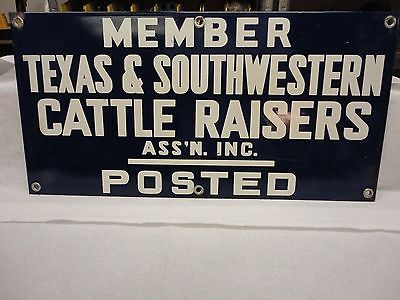 MEMBER
TEXAS & SOUTHWESTERN
CATTLE RAISERS
ASS'N. INC.
POSTED